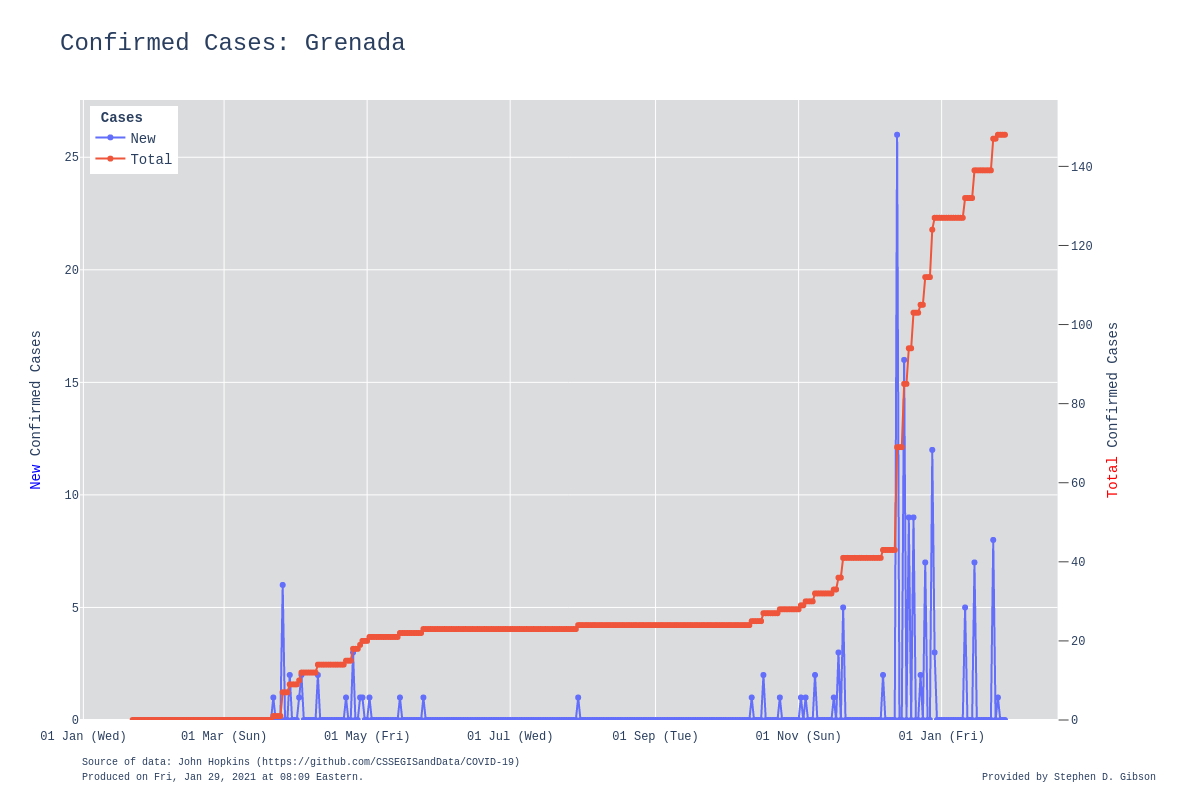 Confirmed Cases: Grenada
Cases
New
Total
25
20
15
10
5
0
140
120
100
80
60
40
20
0
New Confirmed Cases
Total Confirmed Cases
01 Jan (Wed) 01 Mar (Sun) 01 May (Fri) 01 Jul (Wed) 01 Sep (Tue) 01 Nov (Sun) 01 Jan (Fri)
Source of data: John Hopkins (https://github.com/CSSEGISandData/COVID-19)
Produced on Fri, Jan 29, 2021 at 08:09 Eastern.
Provided by Stephen D. Gibson